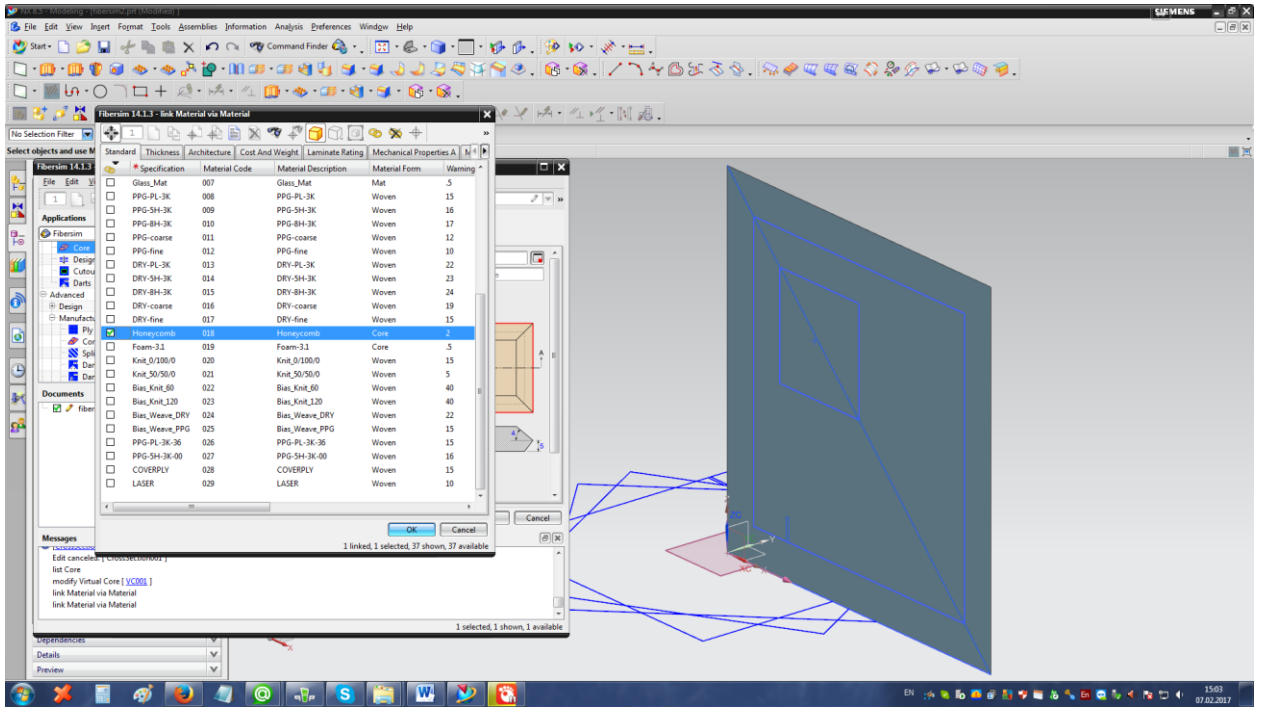 NX 8.5 - Modeling - [fibersim2.prt (Modified) ]
SIEMENS
File Edit View Insert Format Tools Assemblies Information Analysis Preferences Window Help
Start Command Finder
Fibersim 14.1.3 - link Material via Material
No Selection Filter
Select objects and use M
Standard Thickness Architecture Cost And Weight Laminate Rating Mechanical Properties A
Fibersim 14.1.3
*Specification Material Code Material Description Material Form Warning
File Edit
Glass_Mat 007 Glass_Mat Mat .5
PPG-PL-3K 008 PPG-PL-3K Woven 15
PPG-5H-3K 009 PPG-5H-3K Woven 16
Applications
PPG-8H-3K 010 PPG-8H-3K Woven 17
Fibersim
PPG-coarse 011 PPG-coarse Woven 12
Core
PPG-fine 012 PPG-fine Woven 10
Design
DRY-PL-3K 013 DRY-PL-3K Woven 22
Cutou
DRY-5H-3K 014 DRY-5H-3K Woven 23
Darts
DRY-8H-3K 015 DRY-8H-3K Woven 24
Advanced
Design
DRY-coarse 016 DRY-coarse Woven 19
Manufactu
DRY-fine 017 DRY-fine Woven 15
Ply
Honeycomb 018 Honeycomb Core 2
Cor
Foam-3.1 019 Foam-3.1 Core .5
Spli
Knit_0/100/0 020 Knit_0/100/0 Woven 15
Dar
Knit_50/50/0 021 Knit_50/50/0 Woven 5
Dar
Bias_Knit_60 022 Bias_Knit_60 Woven 40
Documents
Bias_Knit_120 023 Bias_Knit_120 Woven 40
fiber
Bias_Weave_DRY 024 Bias_Weave_DRY Woven 22
Bias_Weave_PPG 025 Bias_Weave_PPG Woven 15
PPG-PL-3K-36 026 PPG-PL-3K-36 Woven 15
PPG-5H-3K-00 027 PPG-5H-3K-00 Woven 16
COVERPLY 028 COVERPLY Woven 15
LASER 029 LASER Woven 10
A
A
5
OK Cancel
Cancel
1 linked, 1 selected, 37 shown, 37 available
Messages
Edit canceled: [ CrossSection001 ]
list Core
modify Virtual Core [ VC001 ]
link Material via Material
link Material via Material
1 selected, 1 shown, 1 available
Dependencies
Details
Preview
X
ZC
Y
XC
X
EN
15:03
07.02.2017